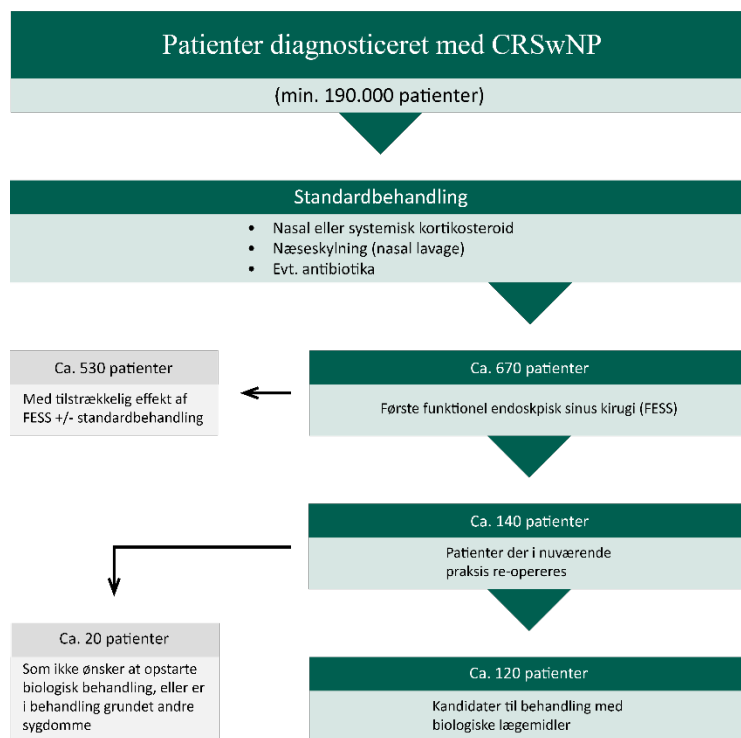 Patienter diagnosticeret med CRSwNP
(min. 190.000 patienter)
Standardbehandling
• Nasal eller systemisk kortikosteroid
• Næseskylning (nasal lavage)
• Evt. antibiotika
Ca. 530 patienter
Med tilstrækkelig effekt af
FESS +/- standardbehandling
Ca. 670 patienter
Første funktionel endoskpisk sinus kirugi (FESS)
Ca. 140 patienter
Patienter der i nuværende
praksis re-opereres
Ca. 20 patienter
Som ikke ønsker at opstarte
biologisk behandling, eller er
i behandling grundet andre
sygdomme
Ca. 120 patienter
Kandidater til behandling med
biologiske lægemidler